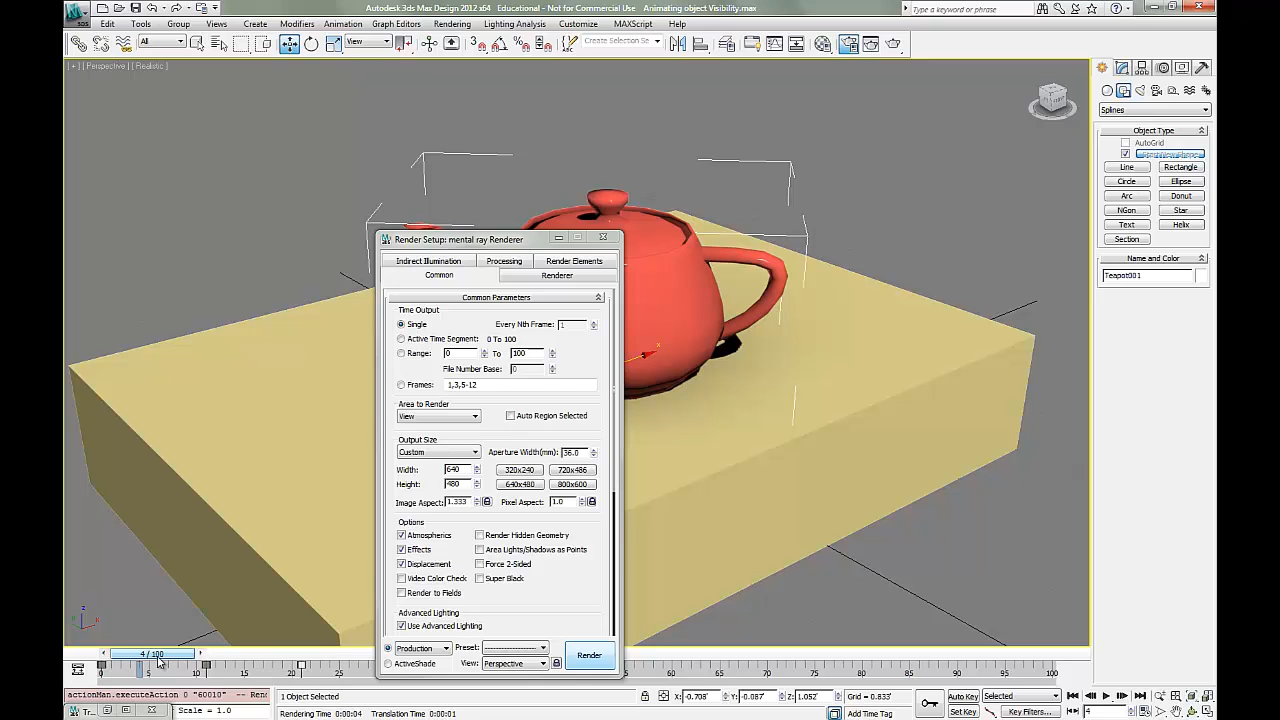 Autodesk 3ds Max Design 2012 x64    Educational - Not for Commercial Use    Animating object Visibility.max
Type a keyword or phrase
Edit Tools Group Views Create Modifiers Animation Graph Editors Rendering Lighting Analysis Customize MAXScript Help
All View Create Selection Se
[ + ] [ Perspective ] [ Realistic ]
Splines
Object Type
AutoGrid
Start New Shape
Line Rectangle
Circle Ellipse
Arc Donut
NGon Star
Text Helix
Section
Name and Color
Teapot001
Render Setup: mental ray Renderer
Indirect Illumination Processing Render Elements
Common Renderer
Common Parameters
Time Output
Single Every Nth Frame: 1
Active Time Segment: 0 To 100
Range: 0 To 100
File Number Base: 0
Frames: 1,3,5-12
Area to Render
View Auto Region Selected
Output Size
Custom Aperture Width(mm): 36.0
Width: 640 320x240 720x486
Height: 480 640x480 800x600
Image Aspect: 1.333 Pixel Aspect: 1.0
Options
Atmospherics Render Hidden Geometry
Effects Area Lights/Shadows as Points
Displacement Force 2-Sided
Video Color Check Super Black
Render to Fields
Advanced Lighting
Use Advanced Lighting
Production Preset: -------------------- Render
ActiveShade View: Perspective
4 / 100
0 5 10 15 20 50 55 60 65 70 75 80 85 90 95 100
actionMan.executeAction 0 "60010" -- Rend
Scale = 1.0
1 Object Selected X: -0.708' Y: -0.087' Z: 1.052' Grid = 0.833'
Auto Key Selected
Rendering Time 0:00:04 Translation Time 0:00:01 Add Time Tag
Set Key Key Filters... 4